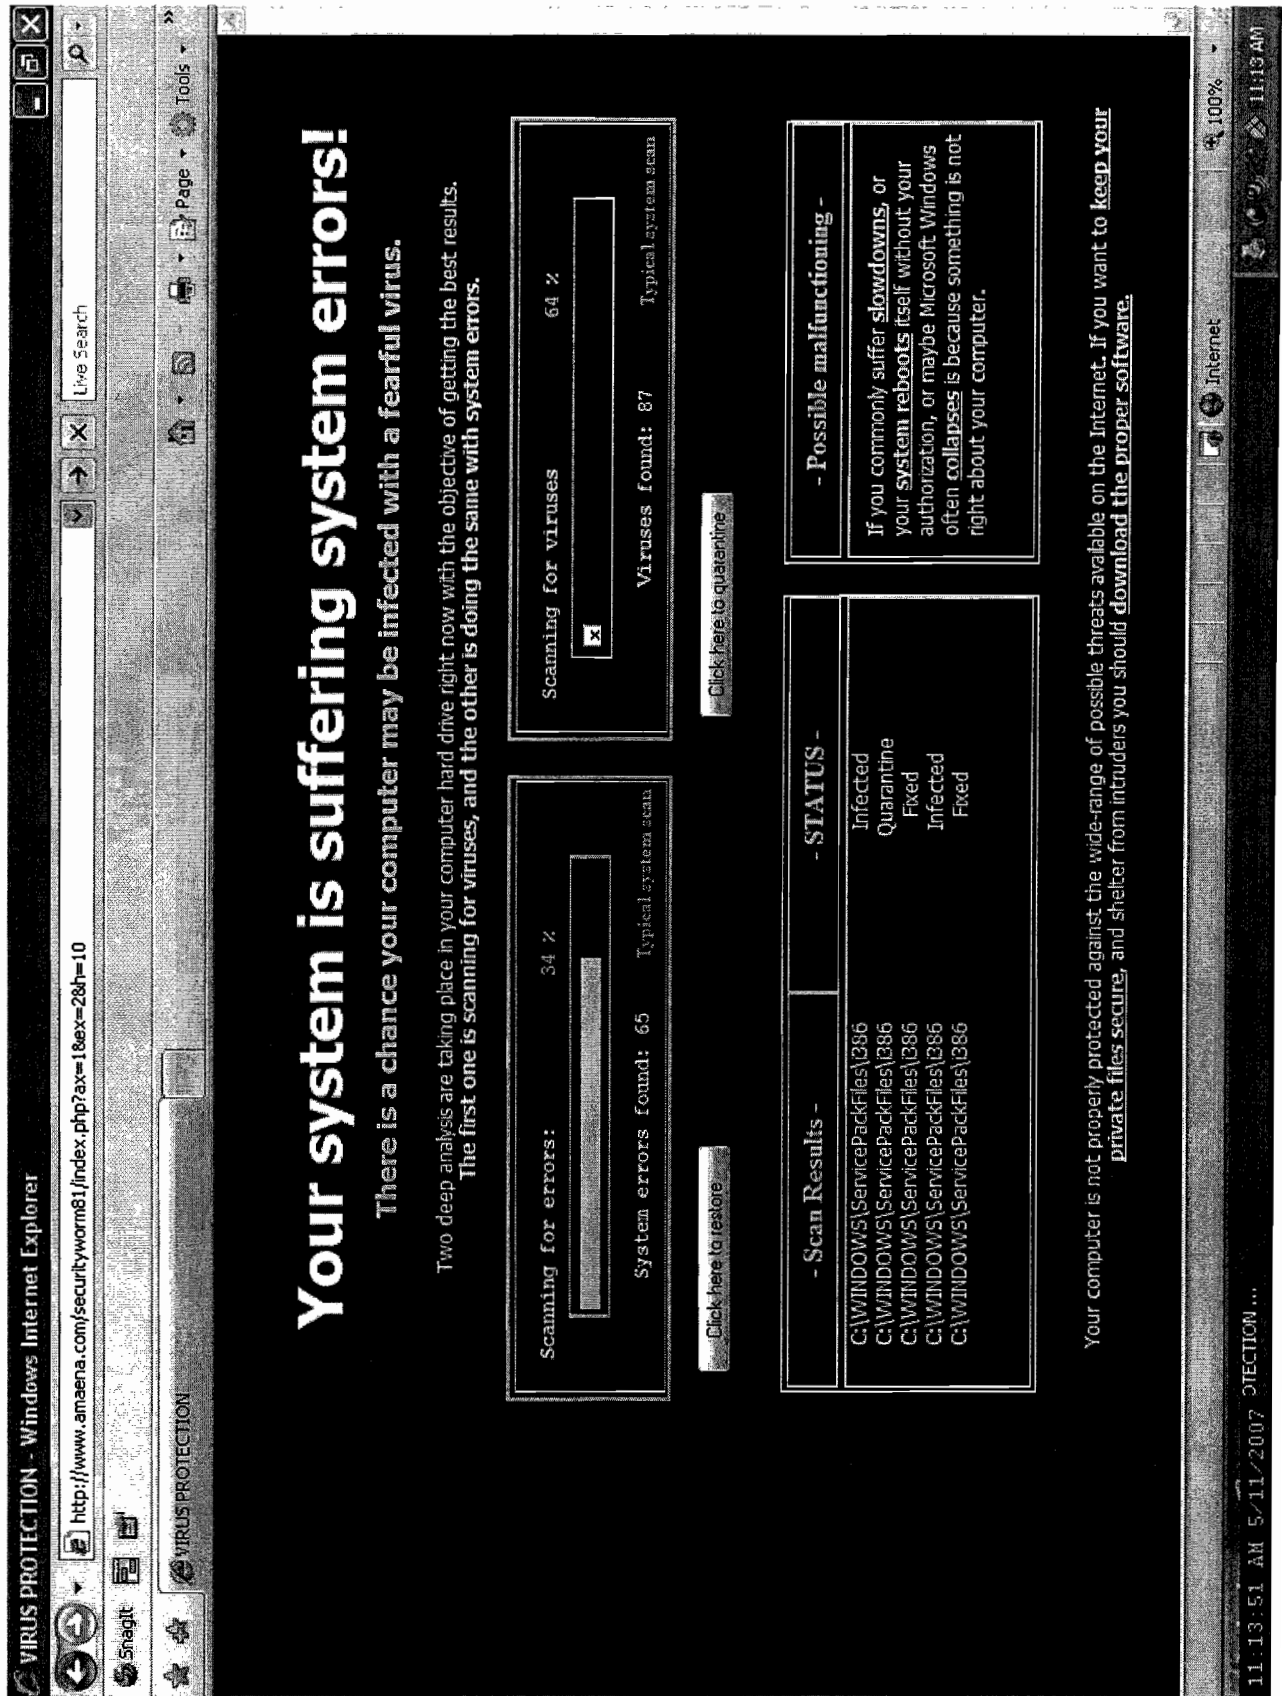 VIRUS PROTECTION - Windows Internet Explorer
http://www.amaena.com/securityworm81/index.php?ax=1&ex=2&h=10
Live Search
SnagIt
VIRUS PROTECTION
Page
Tools
Your system is suffering system errors!
There is a chance your computer may be infected with a fearful virus.
Two deep analysis are taking place in your computer hard drive right now with the objective of getting the best results.
The first one is scanning for viruses, and the other is doing the same with system errors.
Scanning for errors: 34 %
System errors found: 65 Typical system scan
Click here to restore
Scanning for viruses 64 %
Viruses found: 87 Typical zyztem scan
Click here to quarantine
- Scan Results - - STATUS -
C:\WINDOWS\ServicePackFiles\i386 Infected
C:\WINDOWS\ServicePackFiles\i386 Quarantine
C:\WINDOWS\ServicePackFiles\i386 Fixed
C:\WINDOWS\ServicePackFiles\i386 Infected
C:\WINDOWS\ServicePackFiles\i386 Fixed
- Possible malfunctioning -
If you commonly suffer slowdowns, or
your system reboots itself without your
authorization, or maybe Microsoft Windows
often collapses is because something is not
right about your computer.
Your computer is not properly protected against the wide-range of possible threats available on the Internet. If you want to keep your
private files secure, and shelter from intruders you should download the proper software.
Internet
100%
11:13:51 AM 5/11/2007 OTECTION ...
11:13 AM